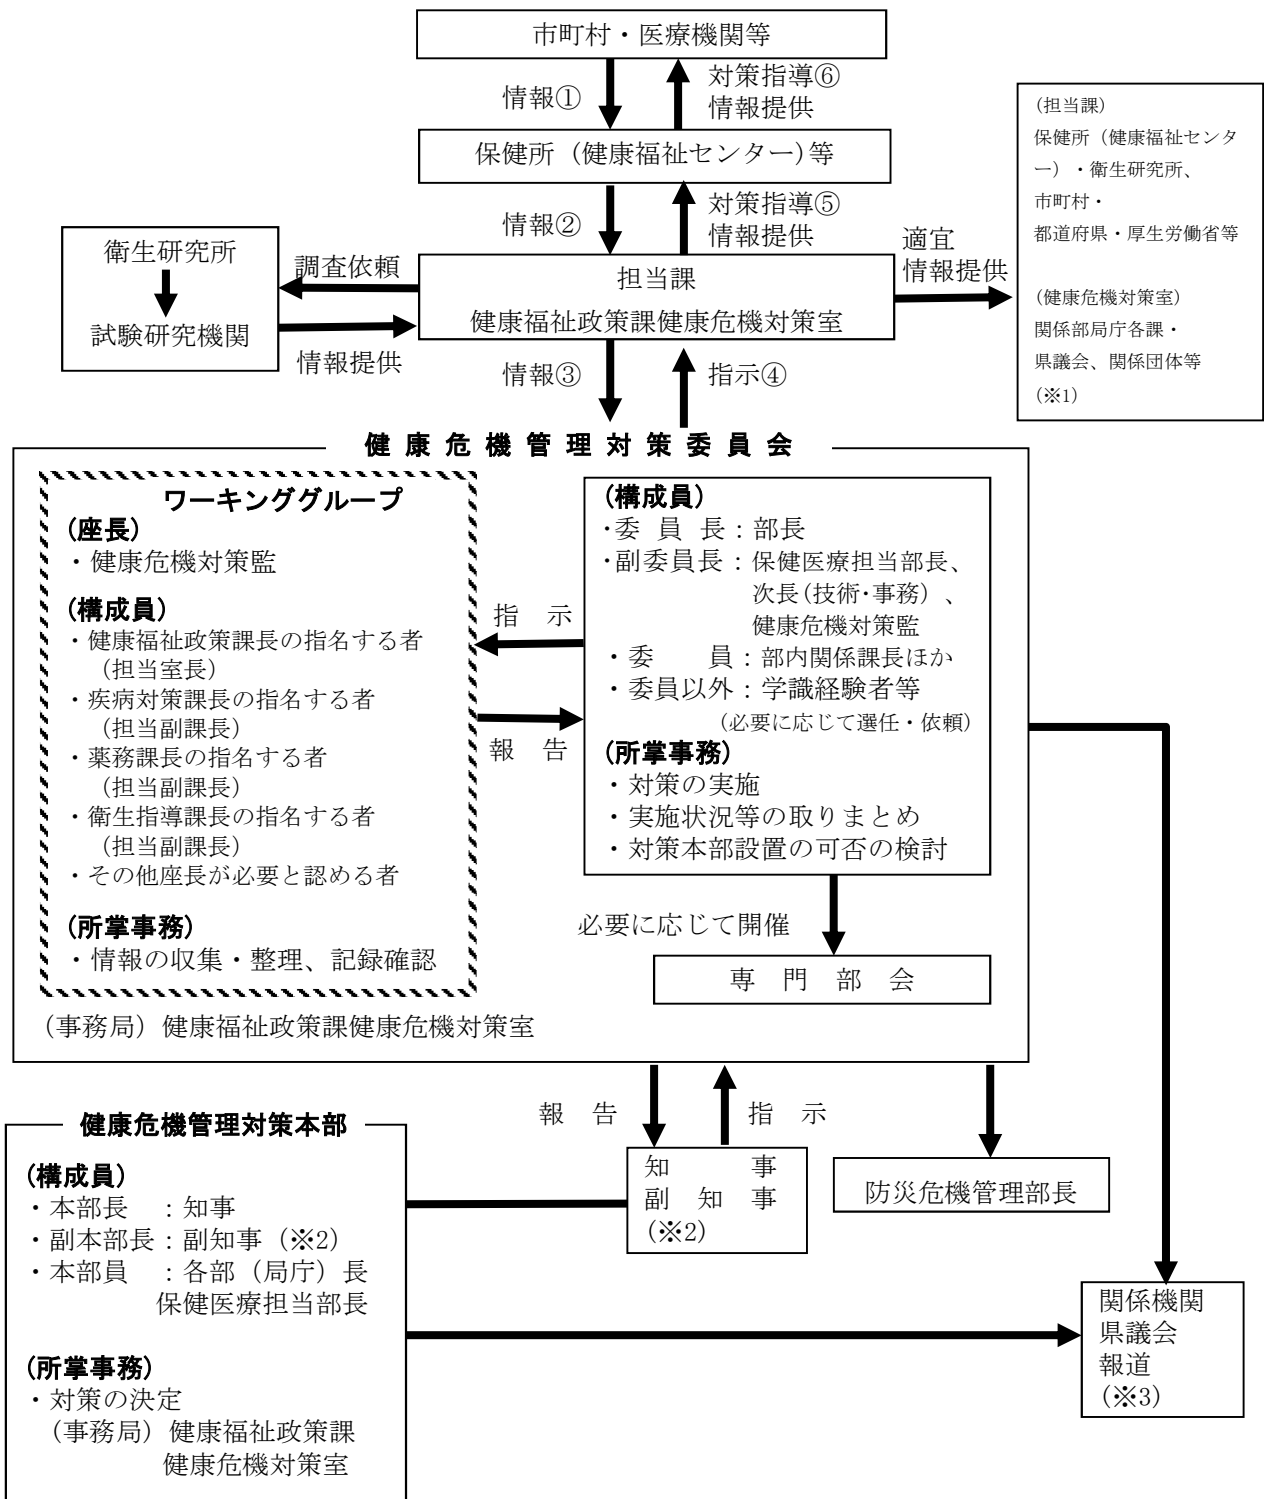 市町村・医療機関等
情報①
対策指導⑥
情報提供
保健所（健康福祉センター）等
情報②
対策指導⑤
情報提供
(担当課)
保健所（健康福祉センタ
ー）・衛生研究所、
市町村・
都道府県・厚生労働省等
(健康危機対策室)
関係部局庁各課・
県議会、関係団体等
(※1)
衛生研究所
試験研究機関
調査依頼
情報提供
担当課
健康福祉政策課健康危機対策室
適宜
情報提供
情報③
指示④
健康危機管理対策委員会
ワーキンググループ
(座長)
・健康危機対策監
(構成員)
・健康福祉政策課長の指名する者
（担当室長）
・疾病対策課長の指名する者
（担当副課長）
・薬務課長の指名する者
（担当副課長）
・衛生指導課長の指名する者
（担当副課長）
・その他座長が必要と認める者
(所掌事務)
・情報の収集・整理、記録確認
指　示
報　告
(構成員)
・委 員 長：部長
・副委員長：保健医療担当部長、
次長(技術・事務）、
健康危機対策監
・委　　員：部内関係課長ほか
・委員以外：学識経験者等
（必要に応じて選任・依頼）
(所掌事務)
・対策の実施
・実施状況等の取りまとめ
・対策本部設置の可否の検討
必要に応じて開催
専　門　部　会
（事務局）健康福祉政策課健康危機対策室
報　告
指　示
知　　　事
副　知　事
(※2)
防災危機管理部長
健康危機管理対策本部
(構成員)
・本部長　：知事
・副本部長：副知事（※2）
・本部員　：各部（局庁）長
保健医療担当部長
(所掌事務)
・対策の決定
（事務局）健康福祉政策課
健康危機対策室
関係機関
県議会
報道
(※3)